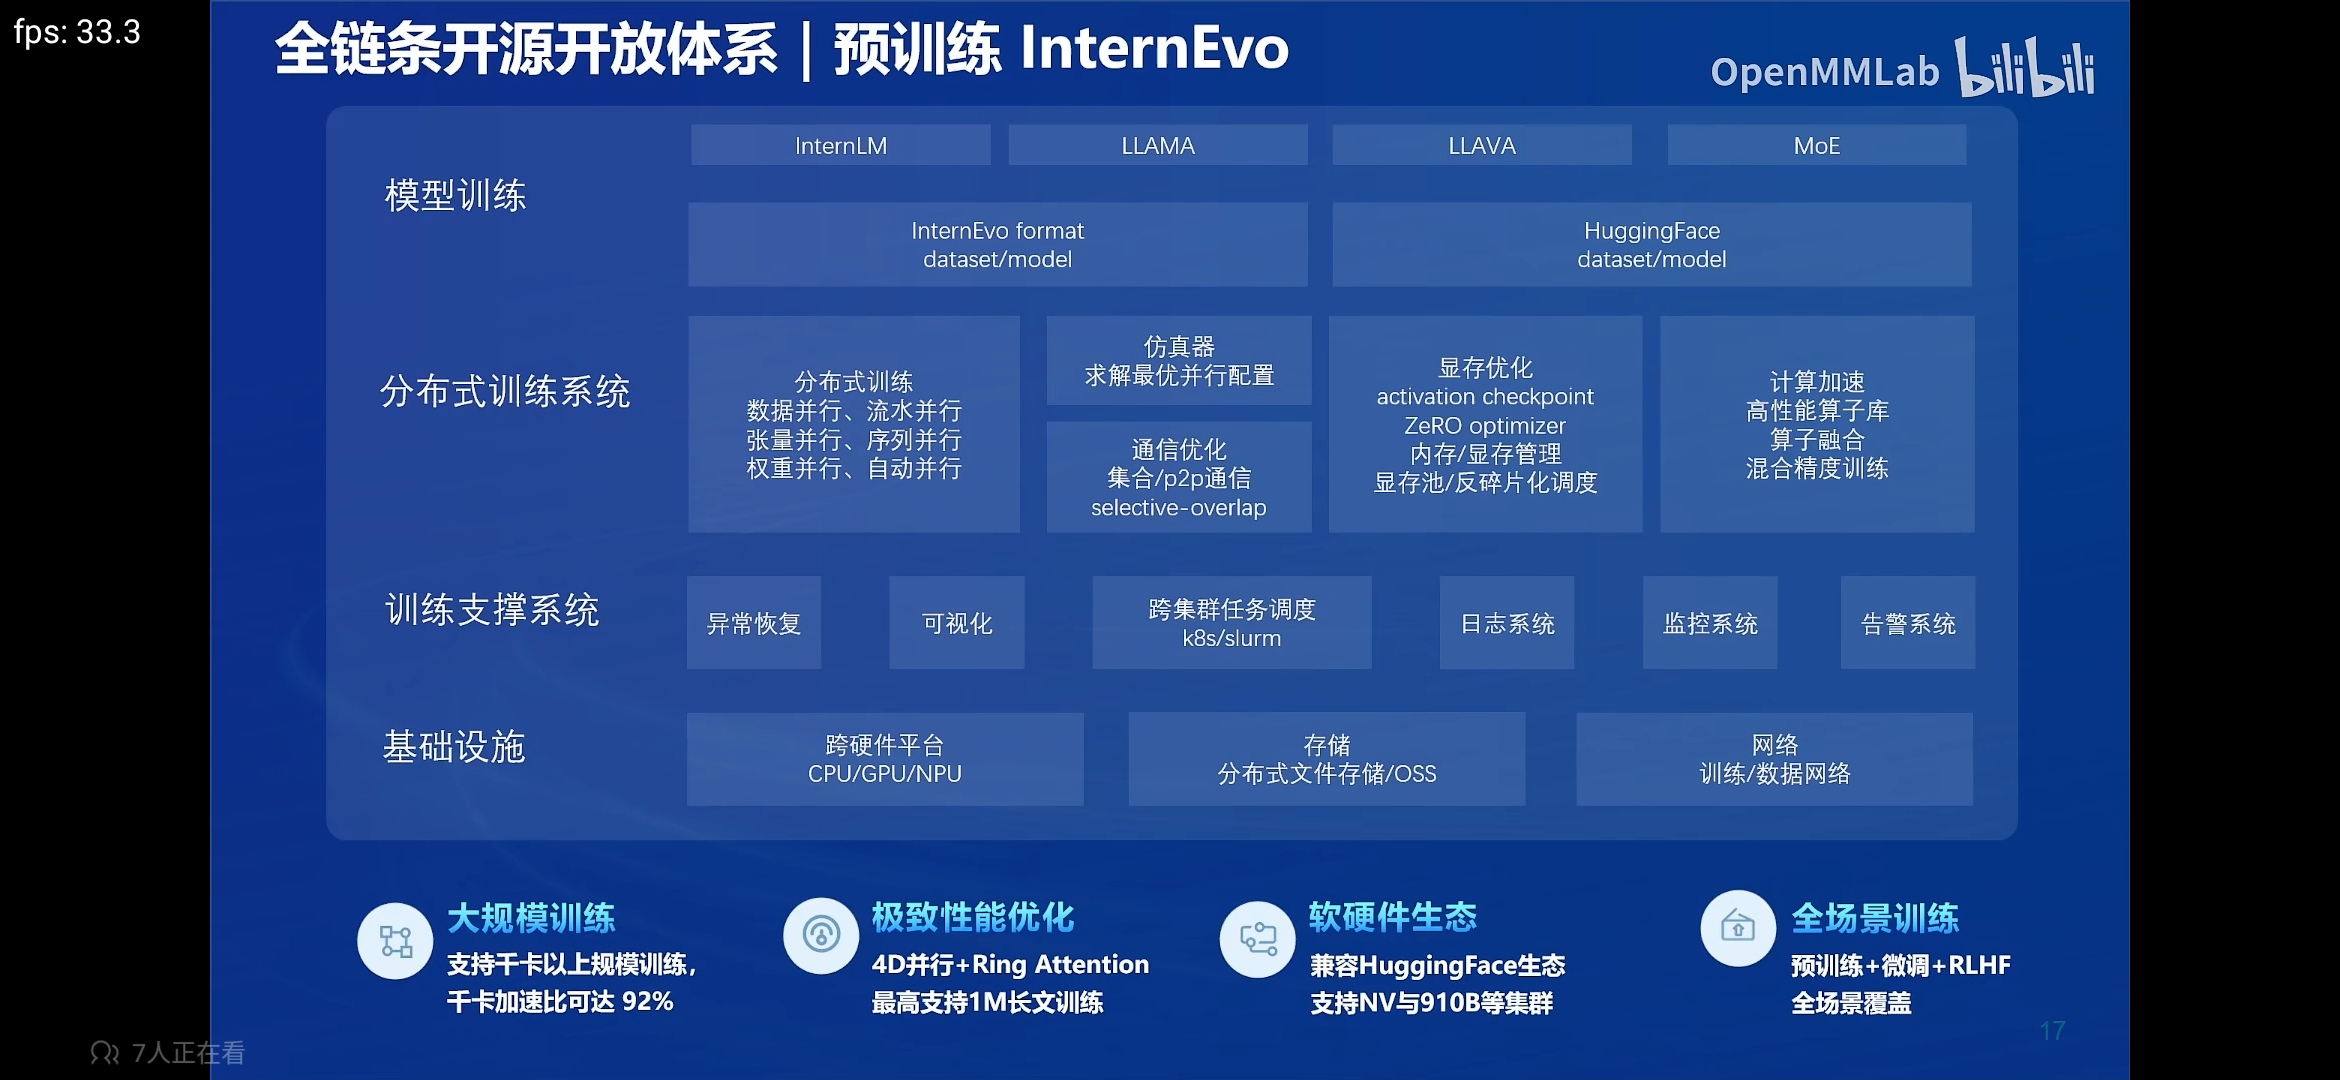 fps: 33.3
全链条开源开放体系｜预训练 InternEvo
OpenMMLab bilibili
模型训练
InternLM
LLAMA
LLAVA
MoE
InternEvo format
dataset/model
HuggingFace
dataset/model
分布式训练系统
分布式训练
数据并行、流水并行
张量并行、序列并行
权重并行、自动并行
仿真器
求解最优并行配置
通信优化
集合/p2p通信
selective-overlap
显存优化
activation checkpoint
ZeRO optimizer
内存/显存管理
显存池/反碎片化调度
计算加速
高性能算子库
算子融合
混合精度训练
训练支撑系统
异常恢复
可视化
跨集群任务调度
k8s/slurm
日志系统
监控系统
告警系统
基础设施
跨硬件平台
CPU/GPU/NPU
存储
分布式文件存储/OSS
网络
训练/数据网络
大规模训练
支持千卡以上规模训练，
千卡加速比可达 92%
极致性能优化
4D并行+Ring Attention
最高支持1M长文训练
软硬件生态
兼容HuggingFace生态
支持NV与910B等集群
全场景训练
预训练+微调+RLHF
全场景覆盖
17
7人正在看